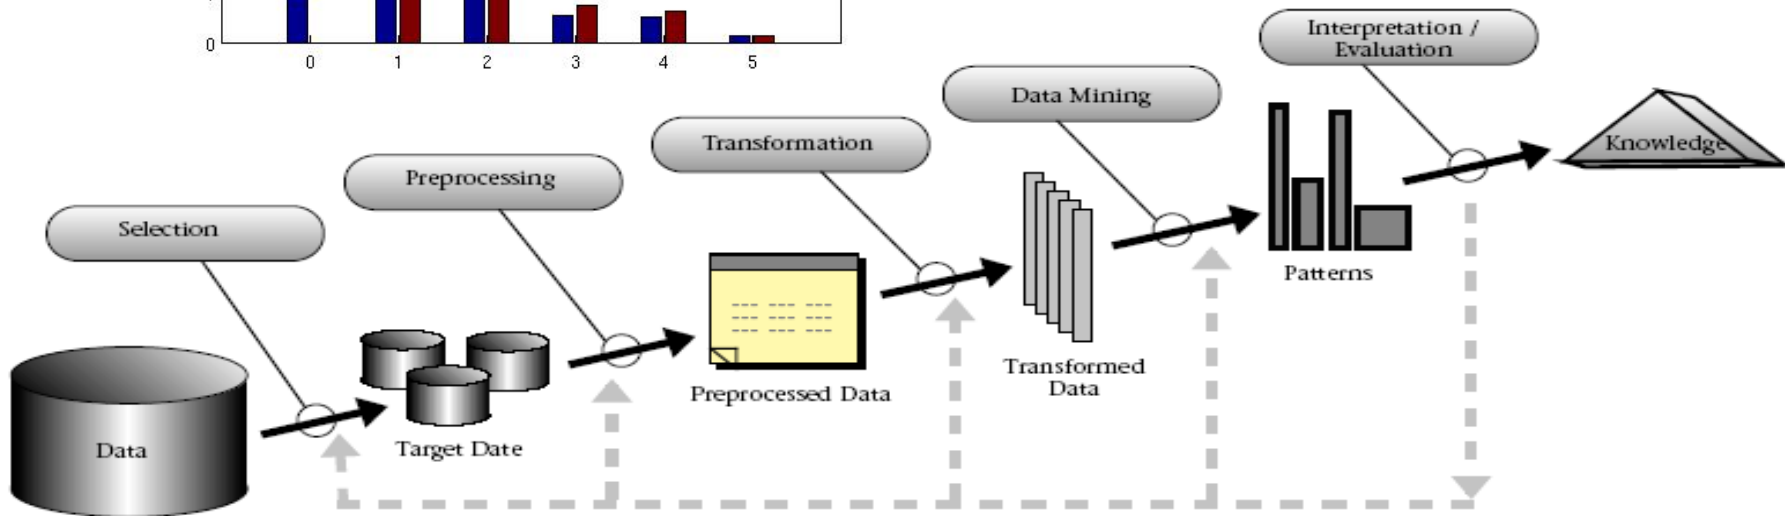 0
0 1 2 3 4 5
Interpretation /
Evaluation
Data Mining
Transformation
Knowledge
Preprocessing
Selection
Patterns
Transformed
Data
Preprocessed Data
Target Date
Data